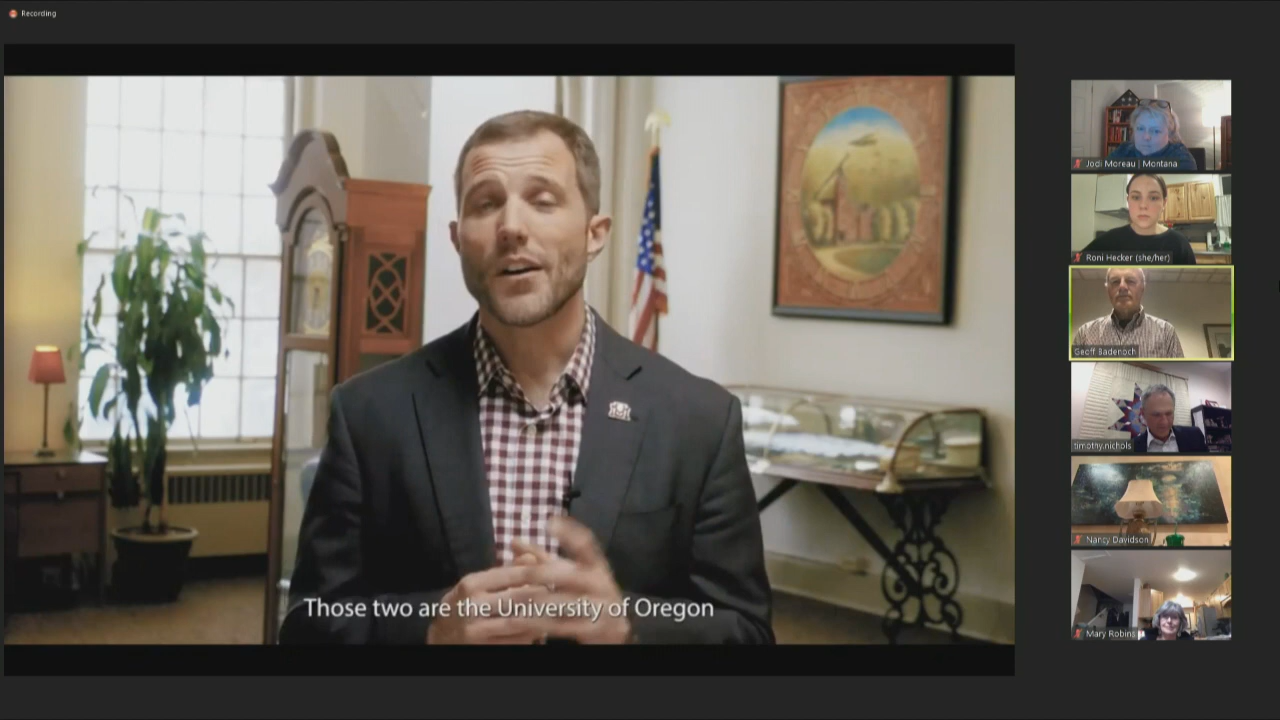 Recording
Jodi Moreau | Montana
Roni Hecker (she/her)
Geoff Badenoch
timothy.nichols
Nancy Davidson
Mary Robins
Those two are the University of Oregon